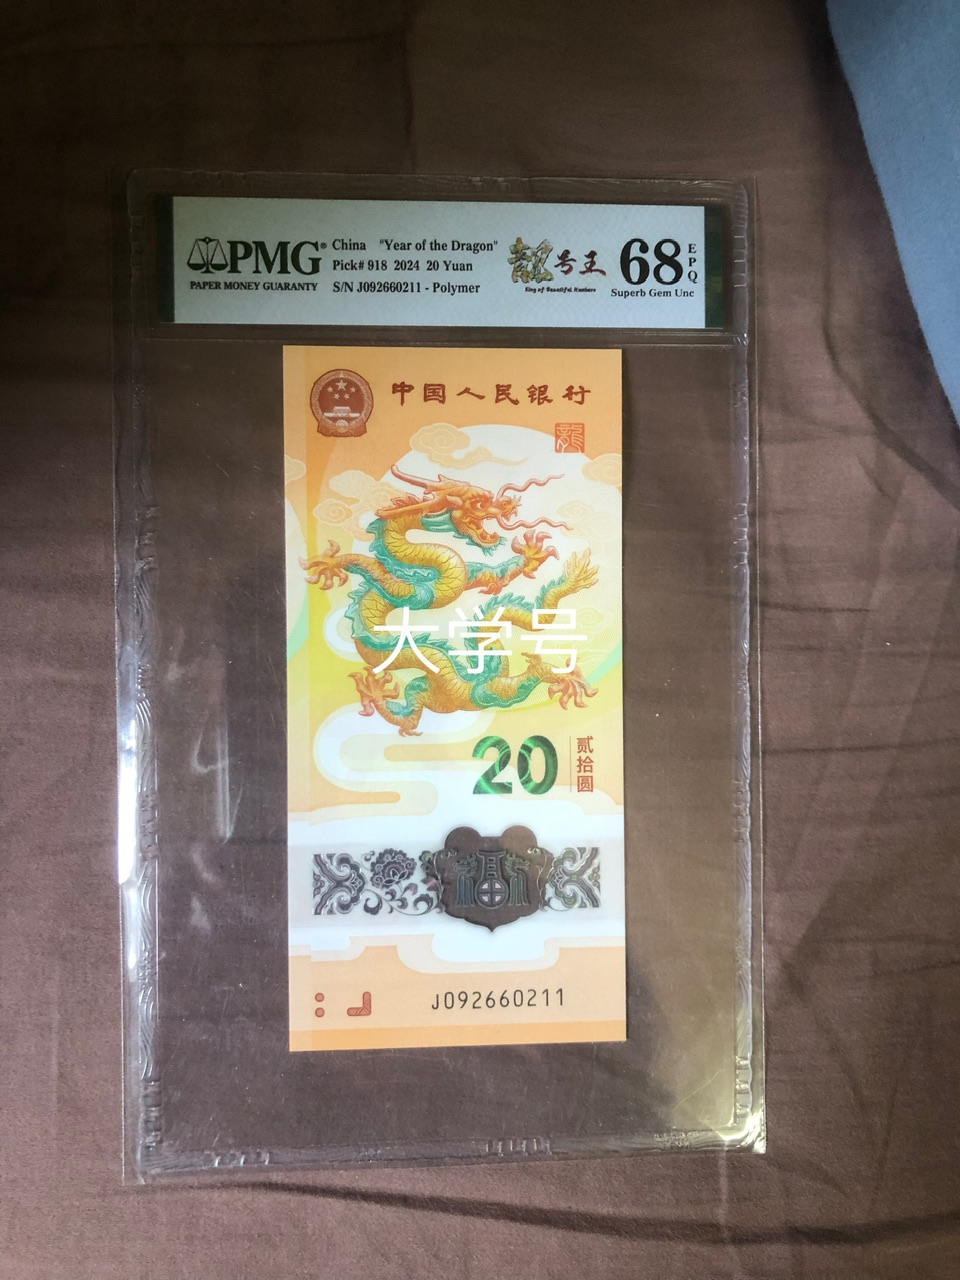 PMG®
PAPER MONEY GUARANTY
China "Year of the Dragon"
Pick# 918 2024 20 Yuan
S/N J092660211 - Polymer
靓号王
King of Beautiful Numbers
68 EPQ
Superb Gem Unc
中国人民银行
龍
大学号
20
贰拾圆
J092660211